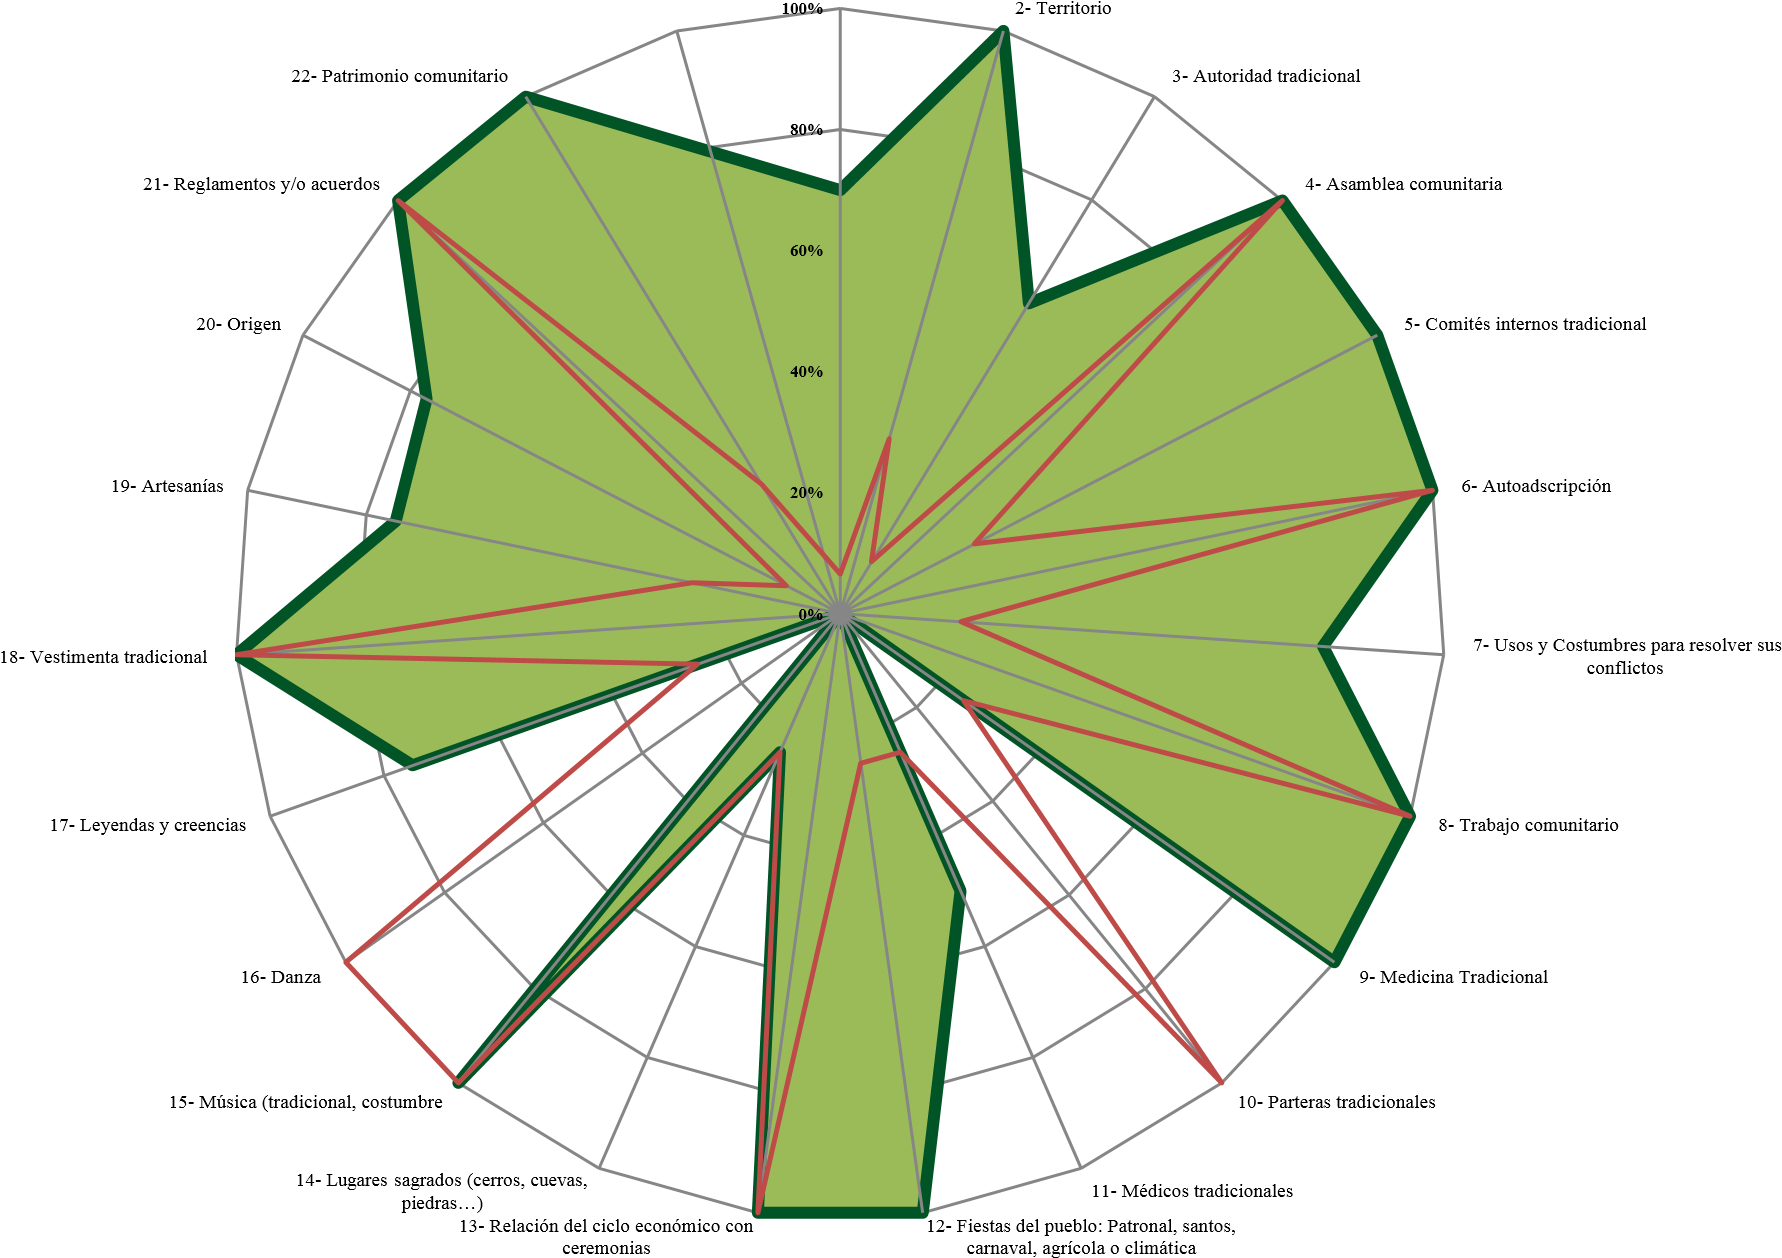 100%
80%
60%
40%
20%
0%
2- Territorio
3- Autoridad tradicional
4- Asamblea comunitaria
5- Comités internos tradicional
6- Autoadscripción
7- Usos y Costumbres para resolver sus
conflictos
8- Trabajo comunitario
9- Medicina Tradicional
10- Parteras tradicionales
11- Médicos tradicionales
12- Fiestas del pueblo: Patronal, santos,
carnaval, agrícola o climática
13- Relación del ciclo económico con
ceremonias
14- Lugares sagrados (cerros, cuevas,
piedras…)
15- Música (tradicional, costumbre
16- Danza
17- Leyendas y creencias
18- Vestimenta tradicional
19- Artesanías
20- Origen
21- Reglamentos y/o acuerdos
22- Patrimonio comunitario